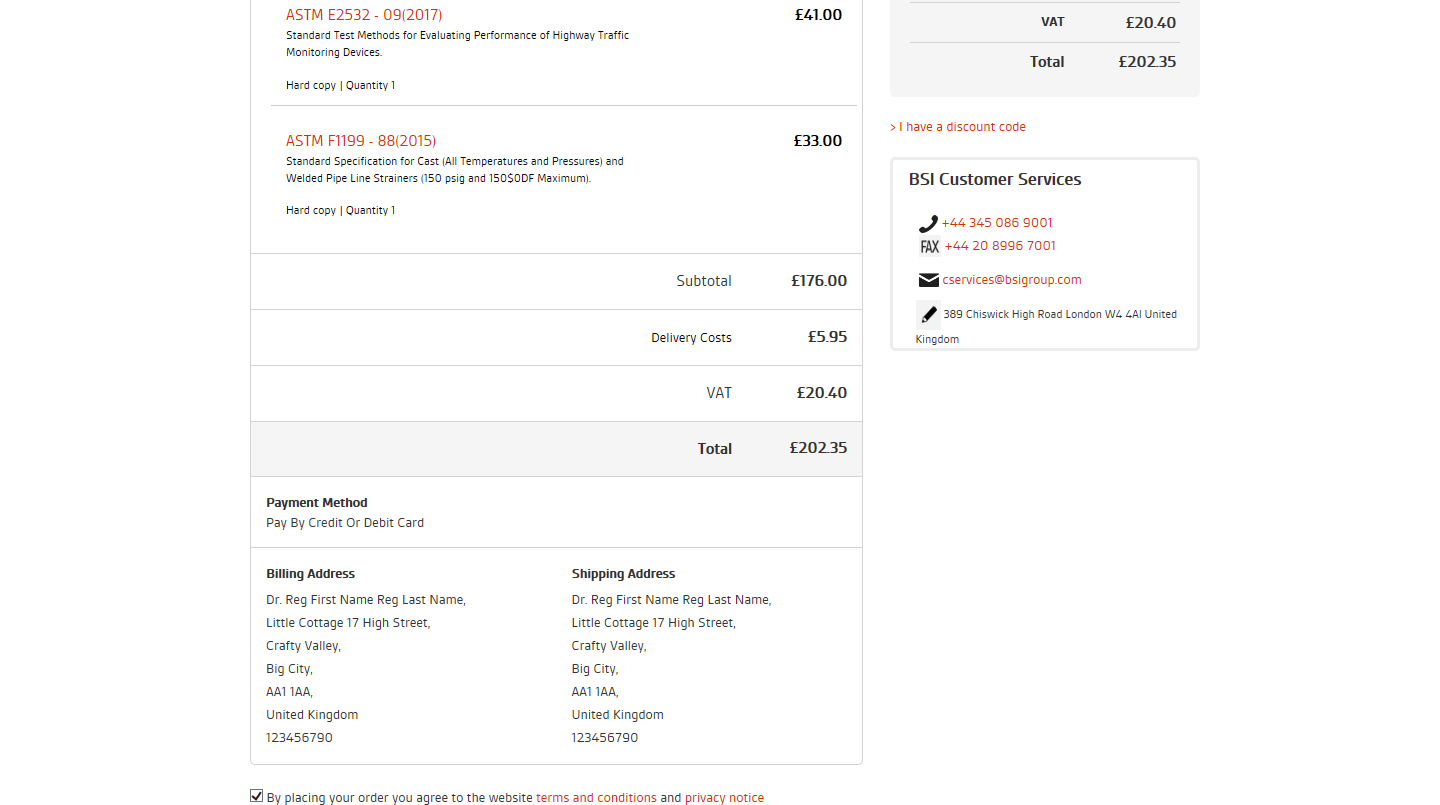 ASTM E2532 - 09(2017) £41.00
Standard Test Methods for Evaluating Performance of Highway Traffic
Monitoring Devices.
Hard copy | Quantity 1
ASTM F1199 - 88(2015) £33.00
Standard Specification for Cast (All Temperatures and Pressures) and
Welded Pipe Line Strainers (150 psig and 150$0DF Maximum).
Hard copy | Quantity 1
Subtotal £176.00
Delivery Costs £5.95
VAT £20.40
Total £202.35
Payment Method
Pay By Credit Or Debit Card
Billing Address
Dr. Reg First Name Reg Last Name,
Little Cottage 17 High Street,
Crafty Valley,
Big City,
AA1 1AA,
United Kingdom
123456790
Shipping Address
Dr. Reg First Name Reg Last Name,
Little Cottage 17 High Street,
Crafty Valley,
Big City,
AA1 1AA,
United Kingdom
123456790
By placing your order you agree to the website terms and conditions and privacy notice
VAT £20.40
Total £202.35
> I have a discount code
BSI Customer Services
+44 345 086 9001
FAX +44 20 8996 7001
cservices@bsigroup.com
389 Chiswick High Road London W4 4Al United
Kingdom